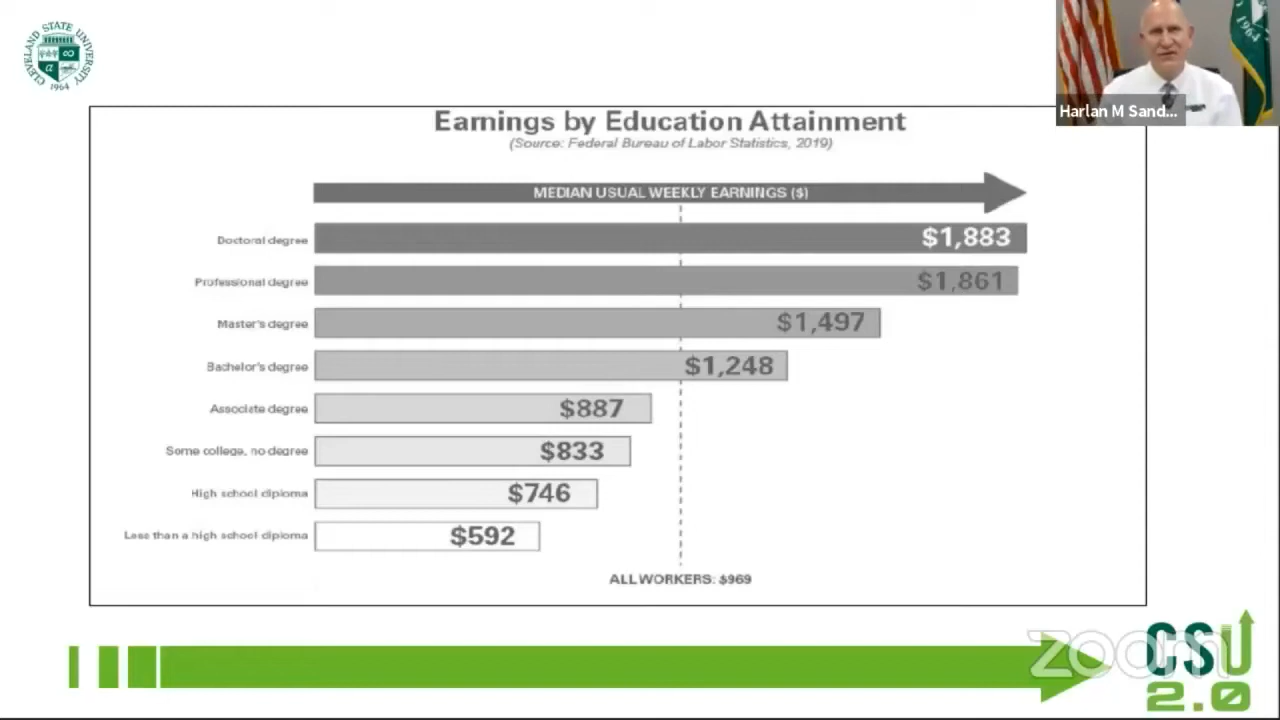 CLEVELAND STATE UNIVERSITY
1964
1964
Harlan M Sand...
Earnings by Education Attainment
(Source: Federal Bureau of Labor Statistics, 2019)
MEDIAN USUAL WEEKLY EARNINGS ($)
Doctoral degree $1,883
Professional degree $1,861
Master's degree $1,497
Bachelor's degree $1,248
Associate degree $887
Some college, no degree $833
High school diploma $746
Less than a high school diploma $592
ALL WORKERS: $969
zoom
CSU
2.0